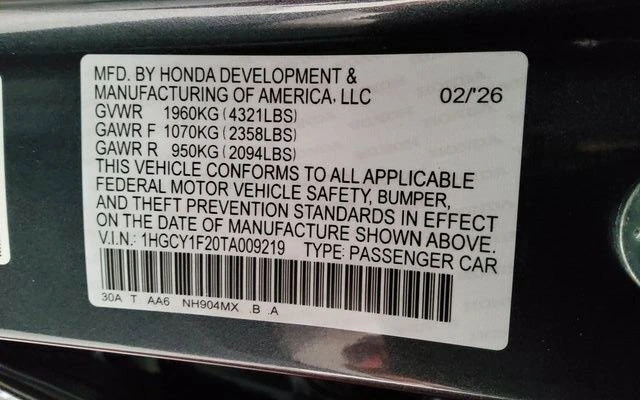 MFD. BY HONDA DEVELOPMENT &
MANUFACTURING OF AMERICA, LLC 02/'26
GVWR 1960KG (4321LBS)
GAWR F 1070KG (2358LBS)
GAWR R 950KG (2094LBS)
THIS VEHICLE CONFORMS TO ALL APPLICABLE
FEDERAL MOTOR VEHICLE SAFETY, BUMPER,
AND THEFT PREVENTION STANDARDS IN EFFECT
ON THE DATE OF MANUFACTURE SHOWN ABOVE.
V.I.N.: 1HGCY1F20TA009219 TYPE: PASSENGER CAR
30A T AA6 NH904MX .B .A